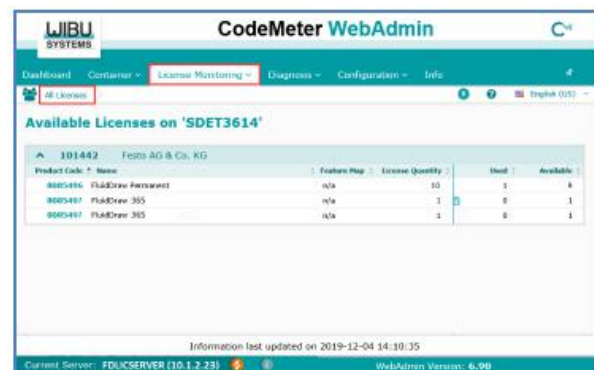 WIBU
SYSTEMS
CodeMeter WebAdmin
Dashboard Container License Monitoring Diagnosis Configuration Info
All Licenses English (US)
Available Licenses on 'SDET3614'
101442 Festo AG & Co. KG
Product Code Name Feature Map License Quantity Used Available
0085496 FluidDraw Permanent n/a 10 1 9
0085497 FluidDraw 365 n/a 1 0 1
0085497 FluidDraw 365 n/a 1 0 1
Information last updated on 2019-12-04 14:10:35
Current Server: FDLICSERVER (10.1.2.23) WebAdmin Version: 6.90